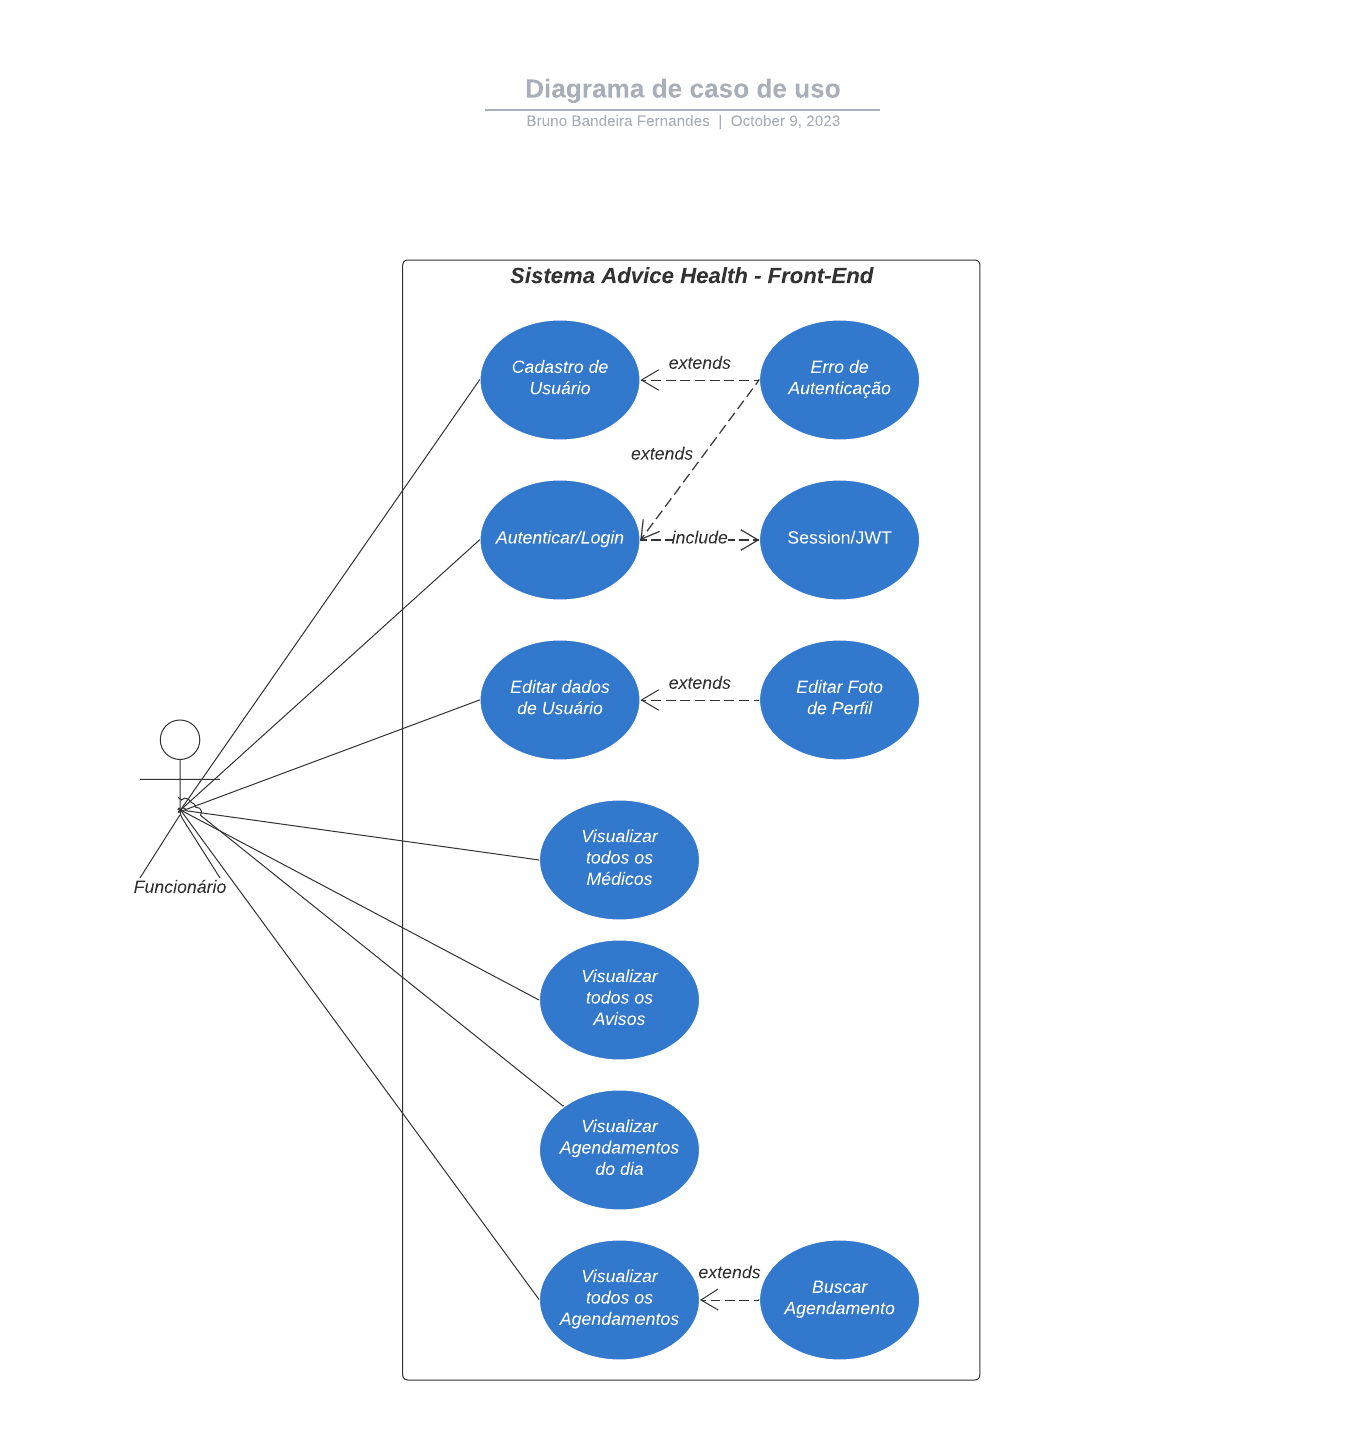 Diagrama de caso de uso
Bruno Bandeira Fernandes | October 9, 2023
Sistema Advice Health - Front-End
Cadastro de
Usuário
extends
Erro de
Autenticação
extends
Autenticar/Login
include
Session/JWT
Editar dados
de Usuário
extends
Editar Foto
de Perfil
Funcionário
Visualizar
todos os
Médicos
Visualizar
todos os
Avisos
Visualizar
Agendamentos
do dia
Visualizar
todos os
Agendamentos
extends
Buscar
Agendamento